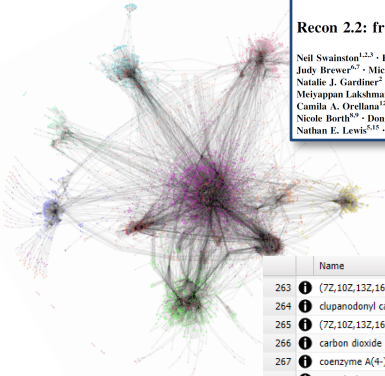 Recon 2.2: fr
Neil Swainston1,2,3 ·
Judy Brewer6,7 · Mic
Natalie J. Gardiner2
Meiyappan Lakshma
Camila A. Orellana12
Nicole Borth8,9 · Don
Nathan E. Lewis5,15 ·
Name
263 (7Z,10Z,13Z,16
264 clupanodonyl ca
265 (7Z,10Z,13Z,16
266 carbon dioxide
267 coenzyme A(4-)